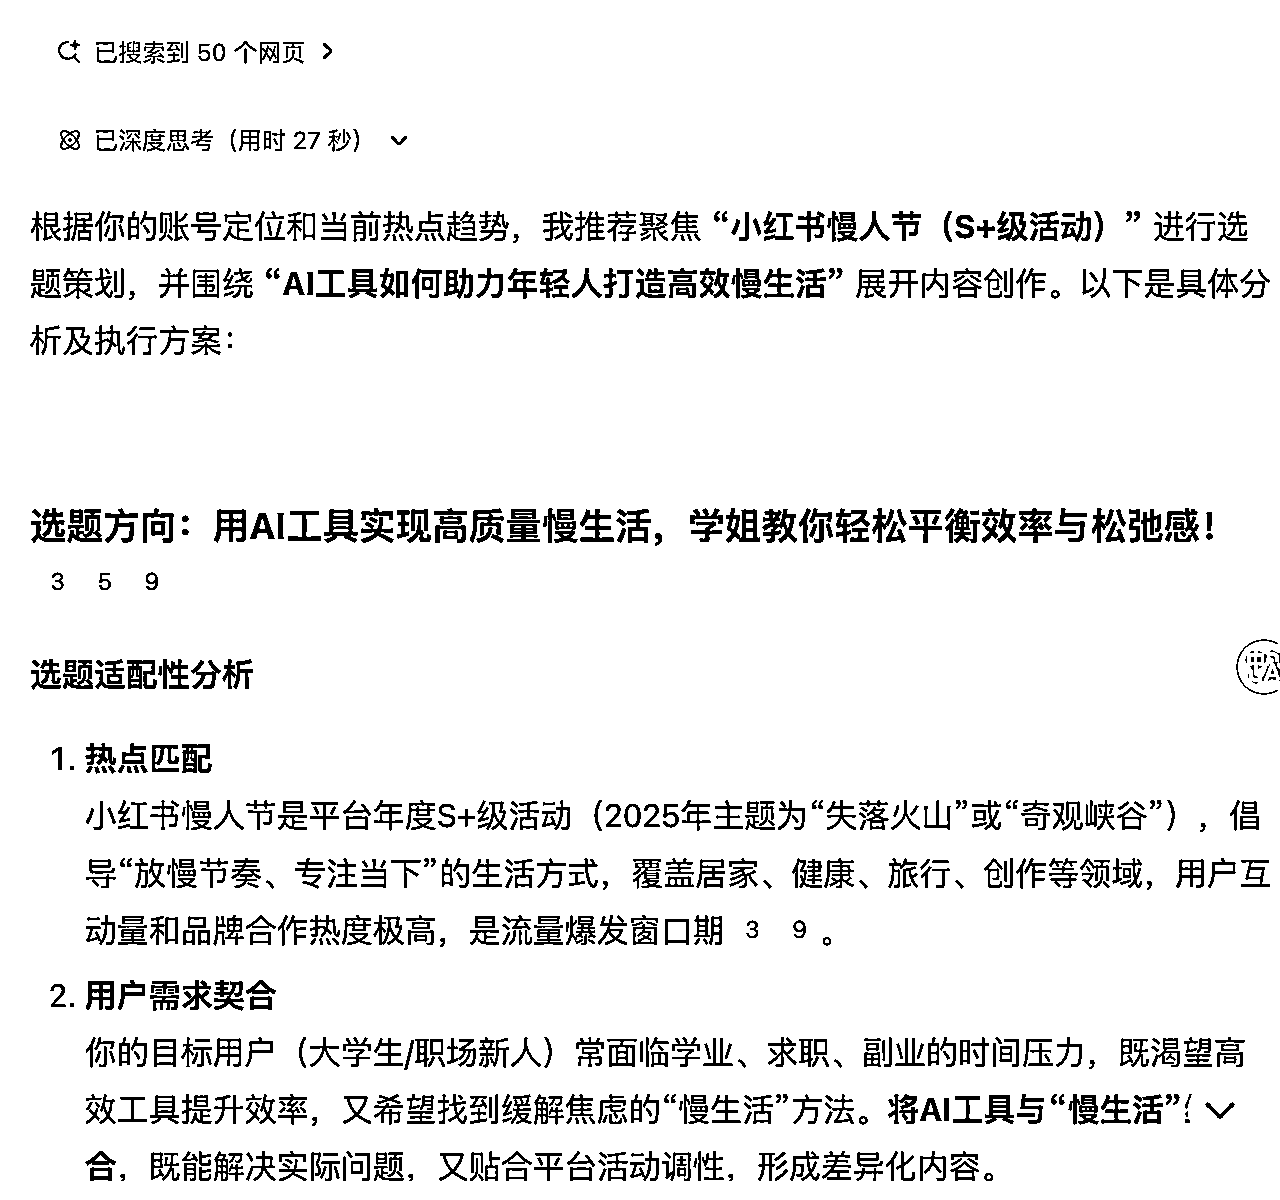 已搜索到 50 个网页
已深度思考（用时 27 秒）
根据你的账号定位和当前热点趋势，我推荐聚焦 “小红书慢人节（S+级活动）” 进行选
题策划，并围绕 “AI工具如何助力年轻人打造高效慢生活” 展开内容创作。以下是具体分
析及执行方案：
选题方向：用AI工具实现高质量慢生活，学姐教你轻松平衡效率与松弛感！
3 5 9
选题适配性分析
1. 热点匹配
小红书慢人节是平台年度S+级活动（2025年主题为“失落火山”或“奇观峡谷”），倡
导“放慢节奏、专注当下”的生活方式，覆盖居家、健康、旅行、创作等领域，用户互
动量和品牌合作热度极高，是流量爆发窗口期 3 9 。
2. 用户需求契合
你的目标用户（大学生/职场新人）常面临学业、求职、副业的时间压力，既渴望高
效工具提升效率，又希望找到缓解焦虑的“慢生活”方法。将AI工具与“慢生活”
合，既能解决实际问题，又贴合平台活动调性，形成差异化内容。